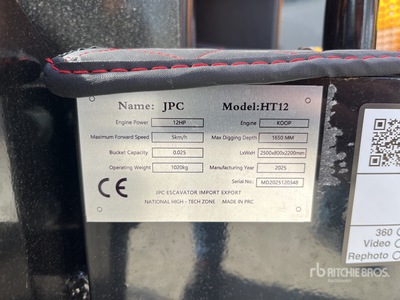 Name: JPC Model:HT12
Engine Power 12HP Engine KOOP
Maximum Forward Speed 5km/h Max Digging Depth 1650 MM
Bucket Capacity 0.025 LxWxH 2500x800x2200mm
Operating Weight 1020kg Manufacturing Year 2025
Serial No.: MD2025120348
CE
JPC ESCAVATOR IMPORT EXPORT
NATIONAL HIGH - TECH ZONE MADE IN PRC
360
Video
Rephoto
rb RITCHIE BROS.